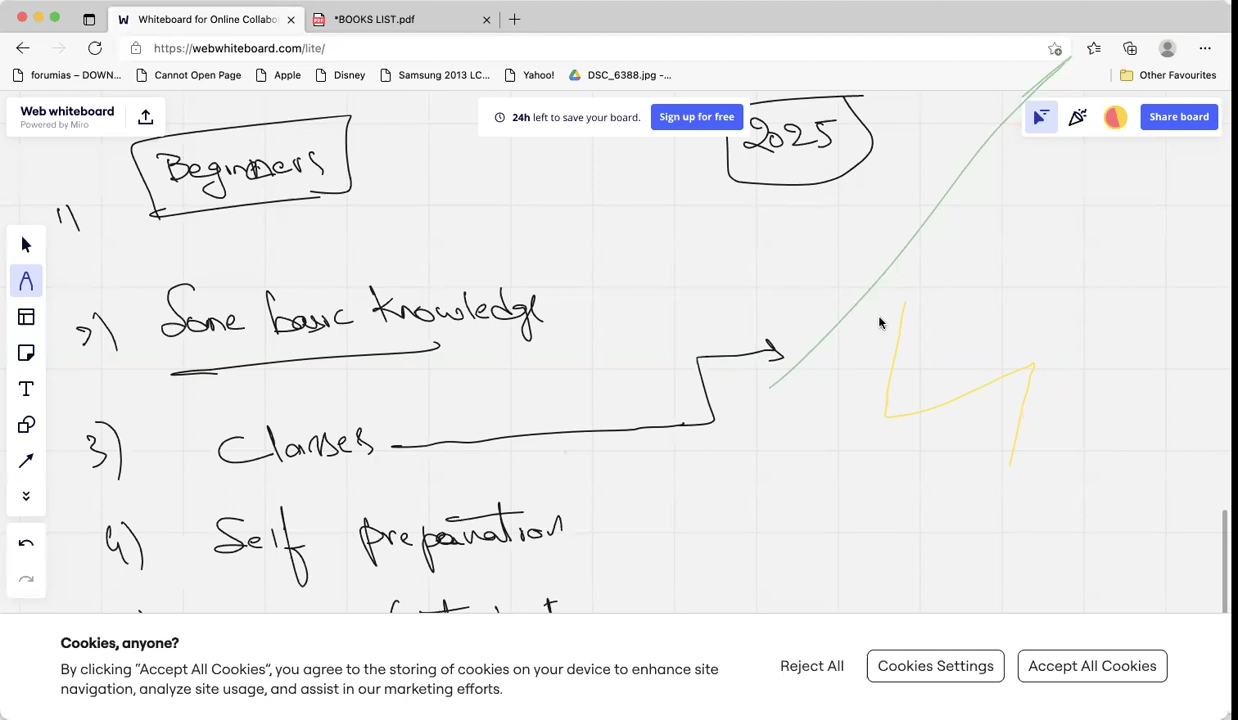 Whiteboard for Online Collabo
*BOOKS LIST.pdf
https://webwhiteboard.com/lite/
forumias – DOWN...
Cannot Open Page
Apple
Disney
Samsung 2013 LC...
Yahoo!
DSC_6388.jpg -...
Other Favourites
Web whiteboard
Powered by Miro
24h left to save your board.
Sign up for free
Share board
Beginners
2025
1)
2) Some basic knowledge
3) Classes
4) Self preparation
Cookies, anyone?
By clicking “Accept All Cookies”, you agree to the storing of cookies on your device to enhance site
navigation, analyze site usage, and assist in our marketing efforts.
Reject All
Cookies Settings
Accept All Cookies